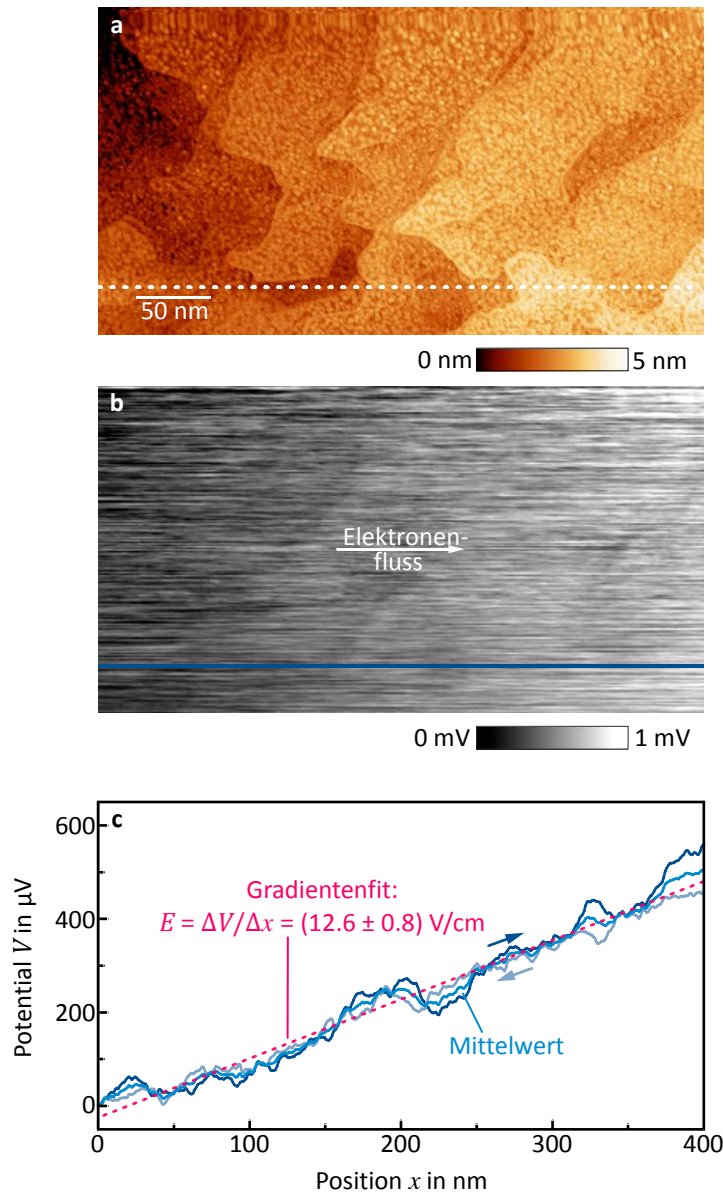 a
50 nm
0 nm 5 nm
b
Elektronen-
fluss
0 mV 1 mV
c
600
400
200
0
Potential V in µV
Gradientenfit:
E = ΔV/Δx = (12.6 ± 0.8) V/cm
Mittelwert
0 100 200 300 400
Position x in nm